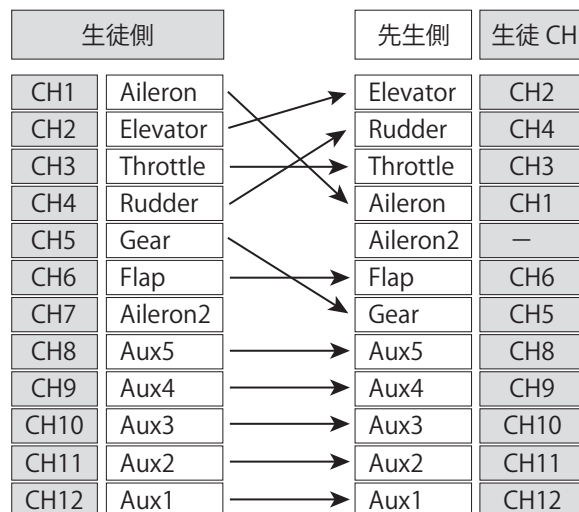 生徒側 先生側 生徒 CH
CH1 Aileron Elevator CH2
CH2 Elevator Rudder CH4
CH3 Throttle Throttle CH3
CH4 Rudder Aileron CH1
CH5 Gear Aileron2 －
CH6 Flap Flap CH6
CH7 Aileron2 Gear CH5
CH8 Aux5 Aux5 CH8
CH9 Aux4 Aux4 CH9
CH10 Aux3 Aux3 CH10
CH11 Aux2 Aux2 CH11
CH12 Aux1 Aux1 CH12